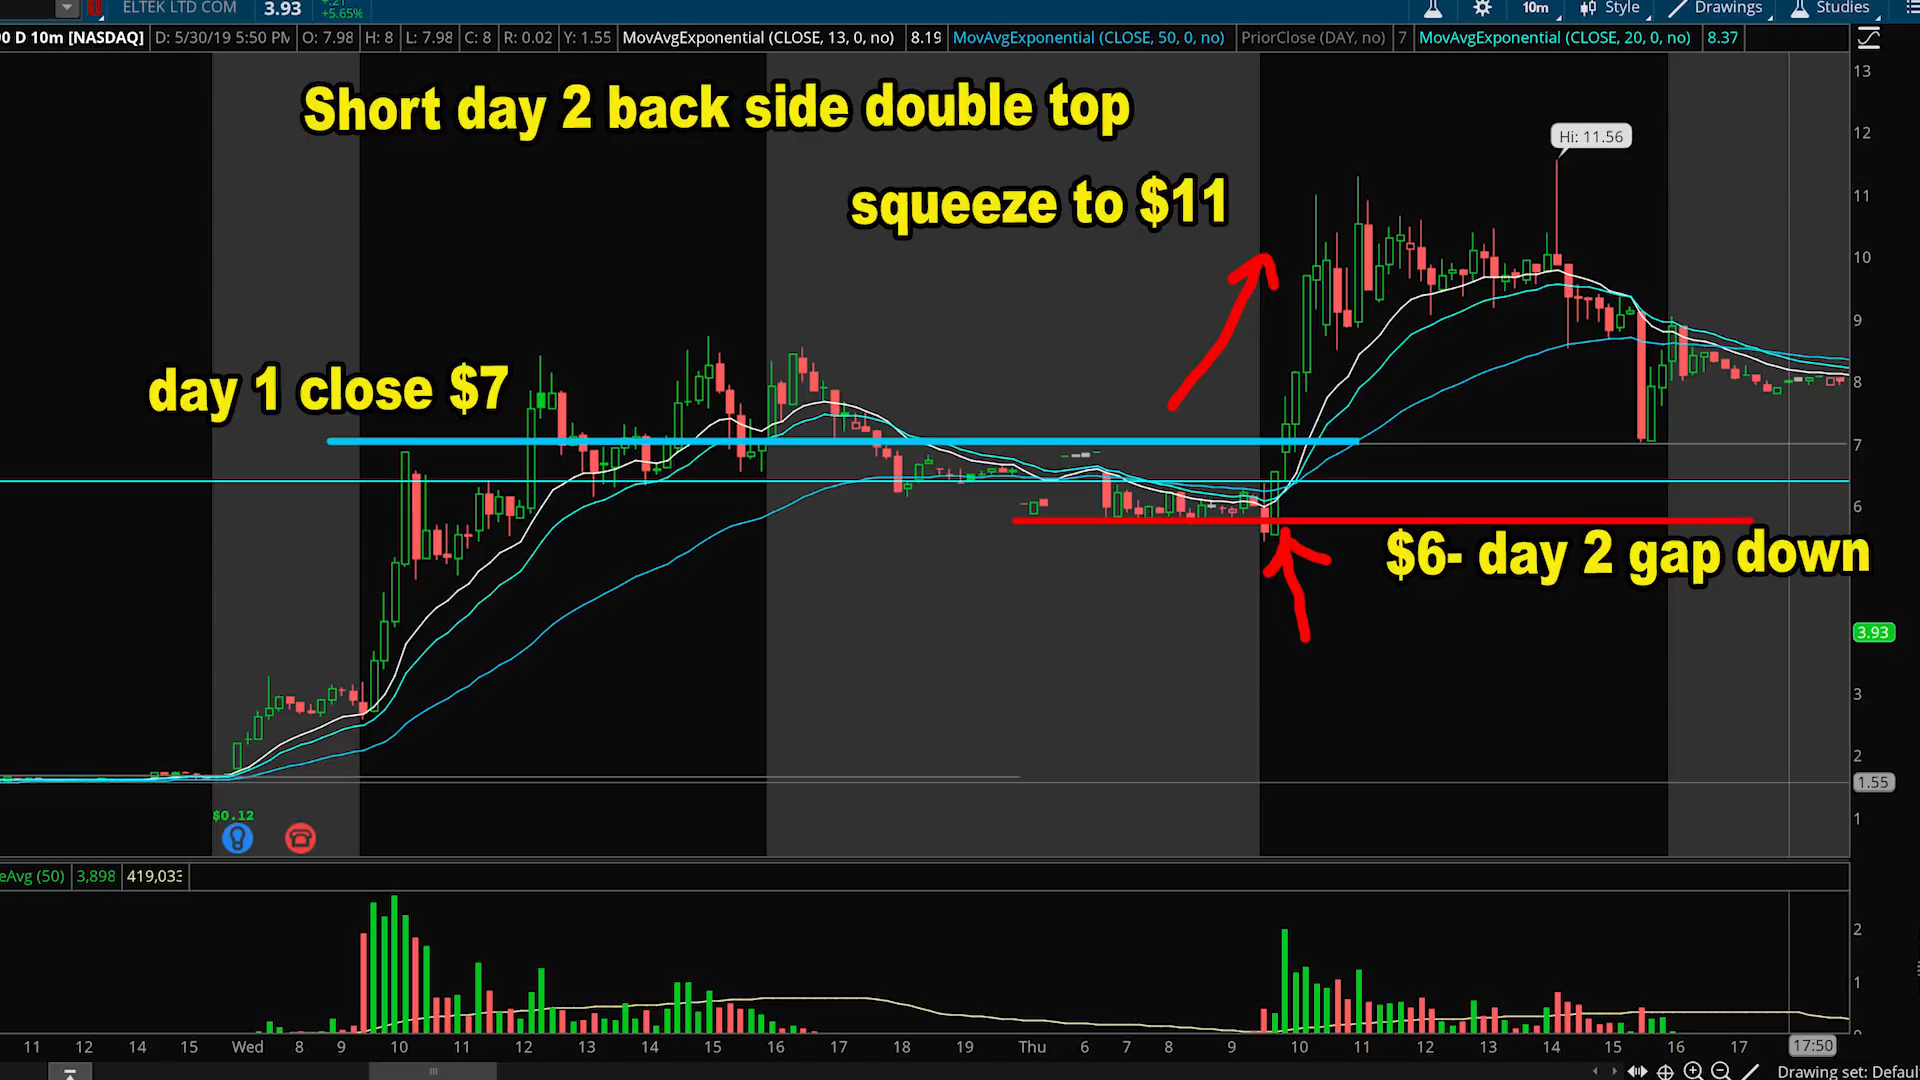 ELTEK LTD COM 3.93 +.21 +5.65% 10m Style Drawings Studies
00 D 10m [NASDAQ] D: 5/30/19 5:50 PM O: 7.98 H: 8 L: 7.98 C: 8 R: 0.02 Y: 1.55 MovAvgExponential (CLOSE, 13, 0, no) 8.19 MovAvgExponential (CLOSE, 50, 0, no) PriorClose (DAY, no) 7 MovAvgExponential (CLOSE, 20, 0, no) 8.37
13
Short day 2 back side double top
12
Hi: 11.56
squeeze to $11
11
10
9
day 1 close $7
8
7
6
$6- day 2 gap down
3.93
3
2
1.55
1
$0.12
eAvg (50) 3,898 419,033
2
1
0
11 12 14 15 Wed 8 9 10 11 12 13 14 15 16 17 18 19 Thu 6 7 8 9 10 11 12 13 14 15 16 17 17:50
Drawing set: Defaul